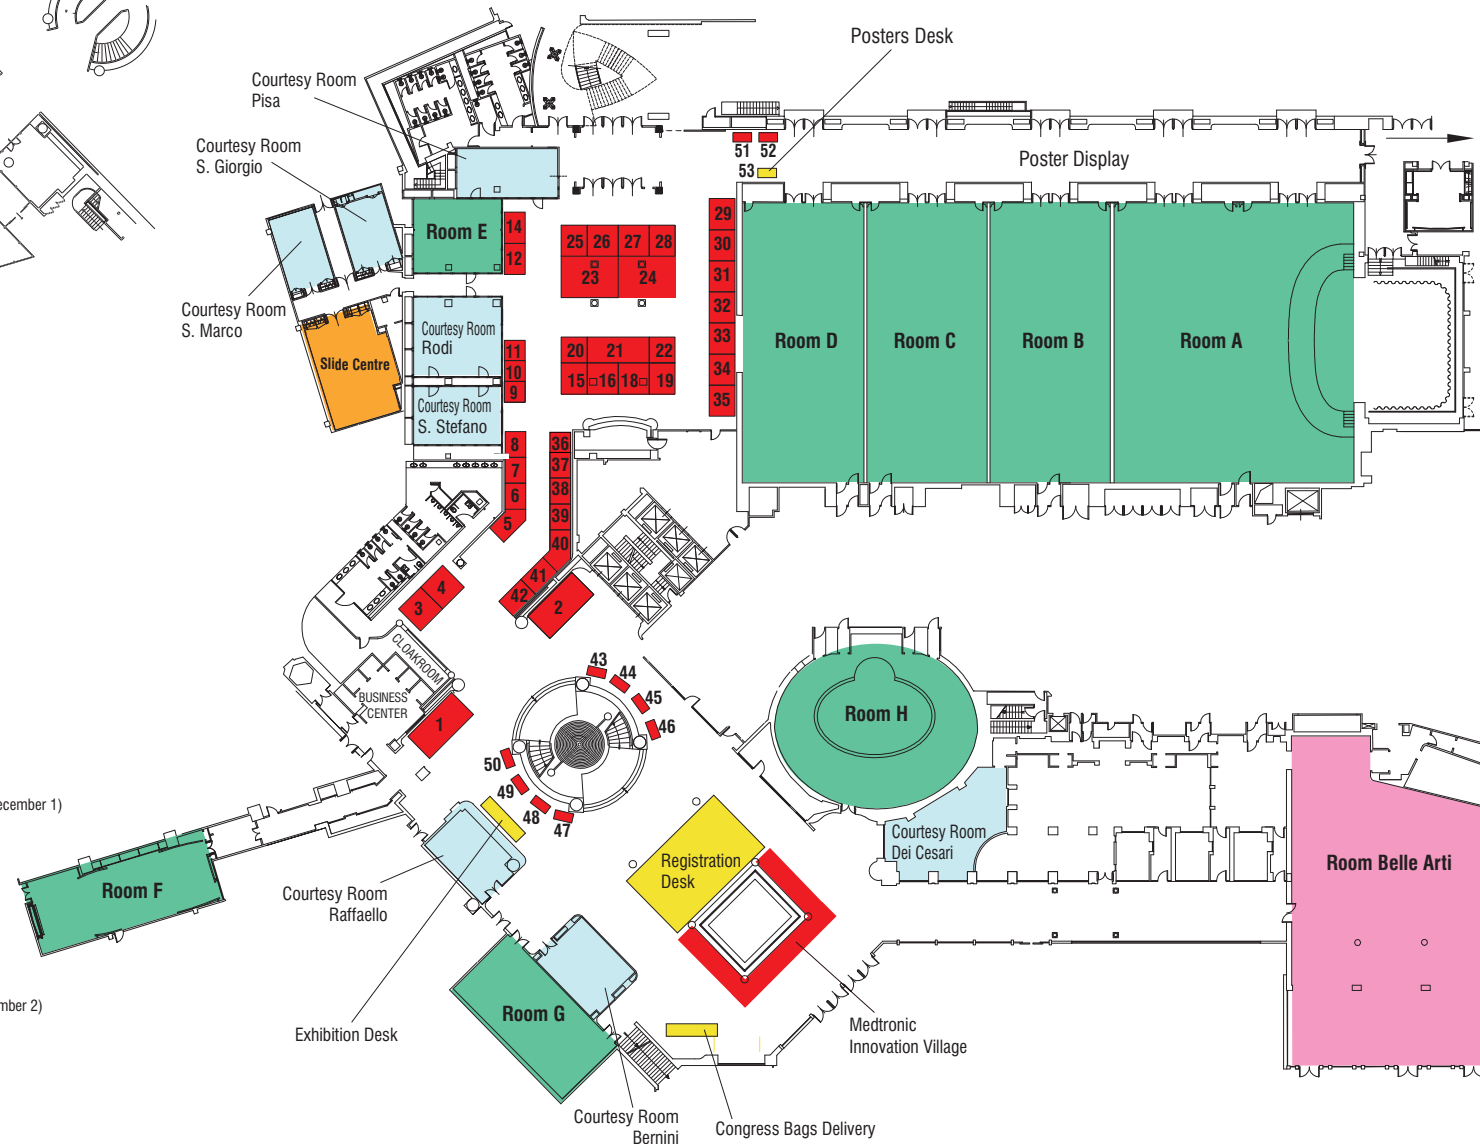 Posters Desk
Courtesy Room
Pisa
Courtesy Room
S. Giorgio
51 52
53
Poster Display
Room E
14
12
25 26 27 28
23 24
29
30
31
32
33
34
35
Courtesy Room
S. Marco
Slide Centre
Courtesy Room
Rodi
Courtesy Room
S. Stefano
11
10
9
20 21 22
15 16 18 19
Room D
Room C
Room B
Room A
8
7
6
5
36
37
38
39
40
41
42
2
4
3
CLOAKROOM
BUSINESS
CENTER
1
43
44
45
46
50
49
48
47
Room H
Courtesy Room
Dei Cesari
Room Belle Arti
ecember 1)
Room F
Registration
Desk
Courtesy Room
Raffaello
mber 2)
Room G
Exhibition Desk
Medtronic
Innovation Village
Courtesy Room
Bernini
Congress Bags Delivery